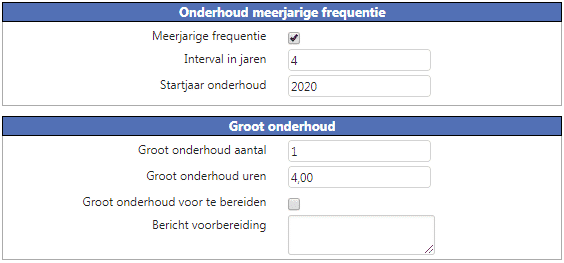 Onderhoud meerjarige frequentie
Meerjarige frequentie
Interval in jaren 4
Startjaar onderhoud 2020
Groot onderhoud
Groot onderhoud aantal 1
Groot onderhoud uren 4,00
Groot onderhoud voor te bereiden
Bericht voorbereiding